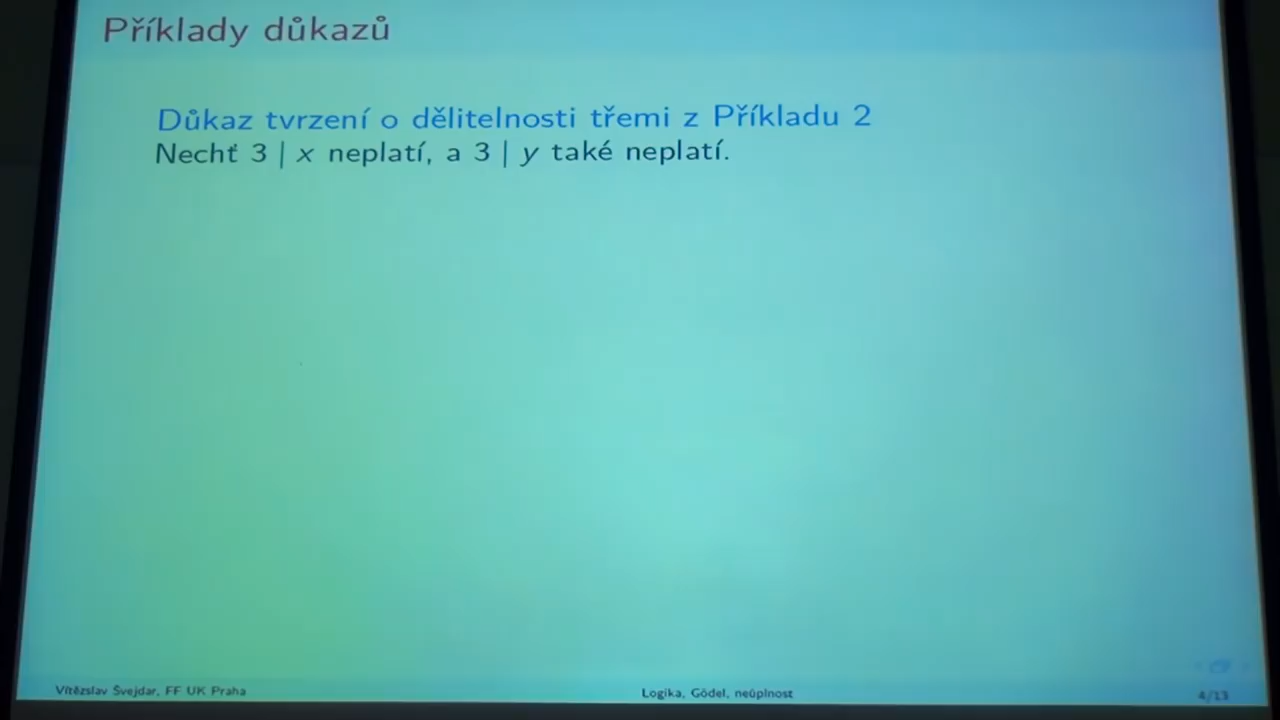 Příklady důkazů
Důkaz tvrzení o dělitelnosti třemi z Příkladu 2
Nechť 3 | x neplatí, a 3 | y také neplatí.
Vítězslav Švejdar, FF UK Praha
Logika, Gödel, neúplnost
4/13